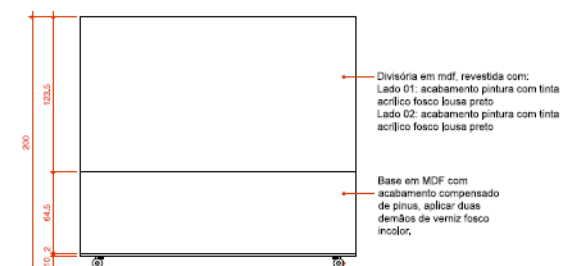 Divisória em mdf, revestida com:
Lado 01: acabamento pintura com tinta
acrílico fosco lousa preto
Lado 02: acabamento pintura com tinta
acrílico fosco lousa preto
123,5
200
Base em MDF com
acabamento compensado
de pinus, aplicar duas
demãos de verniz fosco
incolor.
64,5
2
10